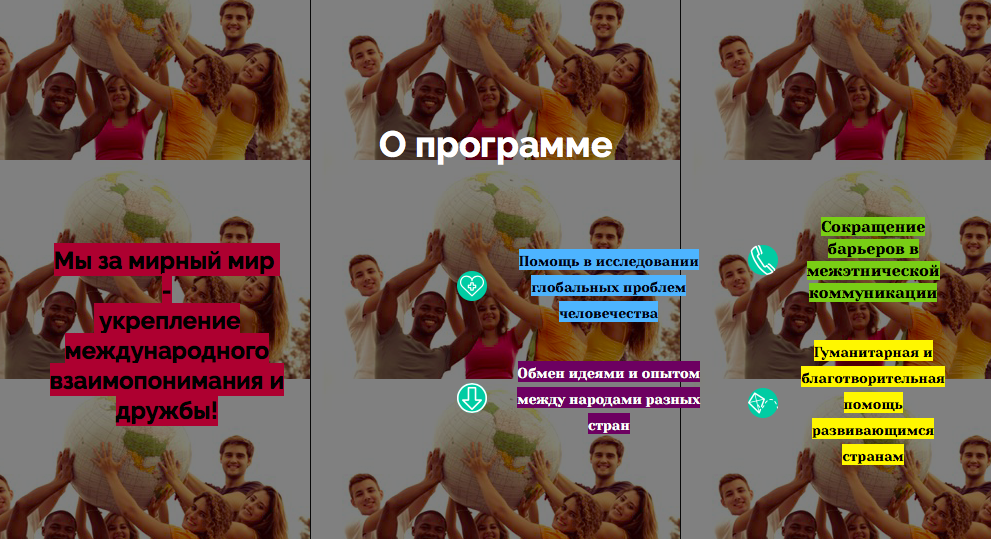 О программе
Мы за мирный мир
-
укрепление
международного
взаимопонимания и
дружбы!
Помощь в исследовании
глобальных проблем
человечества
Обмен идеями и опытом
между народами разных
стран
Сокращение
барьеров в
межэтнической
коммуникации
Гуманитарная и
благотворительная
помощь
развивающимся
странам